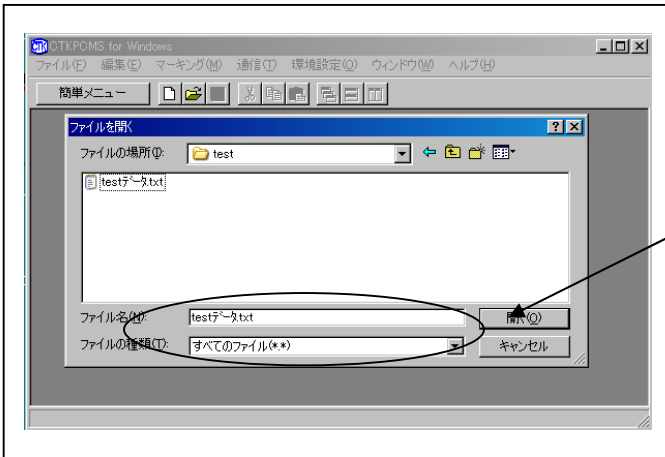 CTKPCMS for Windows
ファイル(F) 編集(E) マーキング(M) 通信(T) 環境設定(O) ウィンドウ(W) ヘルプ(H)
簡単メニュー
ファイルを開く
ファイルの場所(I): test
testデータ.txt
ファイル名(N): testデータ.txt 開く(O)
ファイルの種類(T): すべてのファイル(*.*) キャンセル